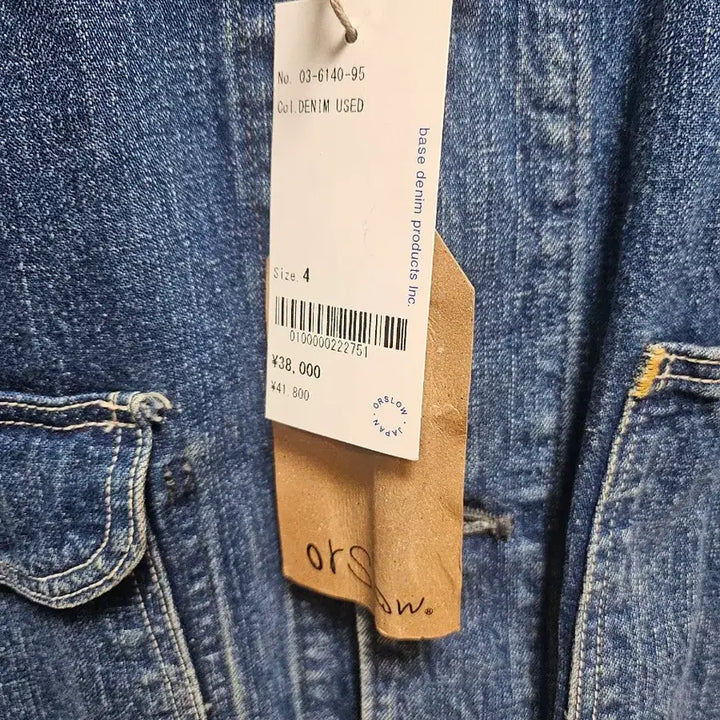 No. 03-6140-95
Col.DENIM USED
base denim products Inc.
Size. 4
0100000222751
¥38,000
¥41,800
ORSLOW JAPAN
orSlow®